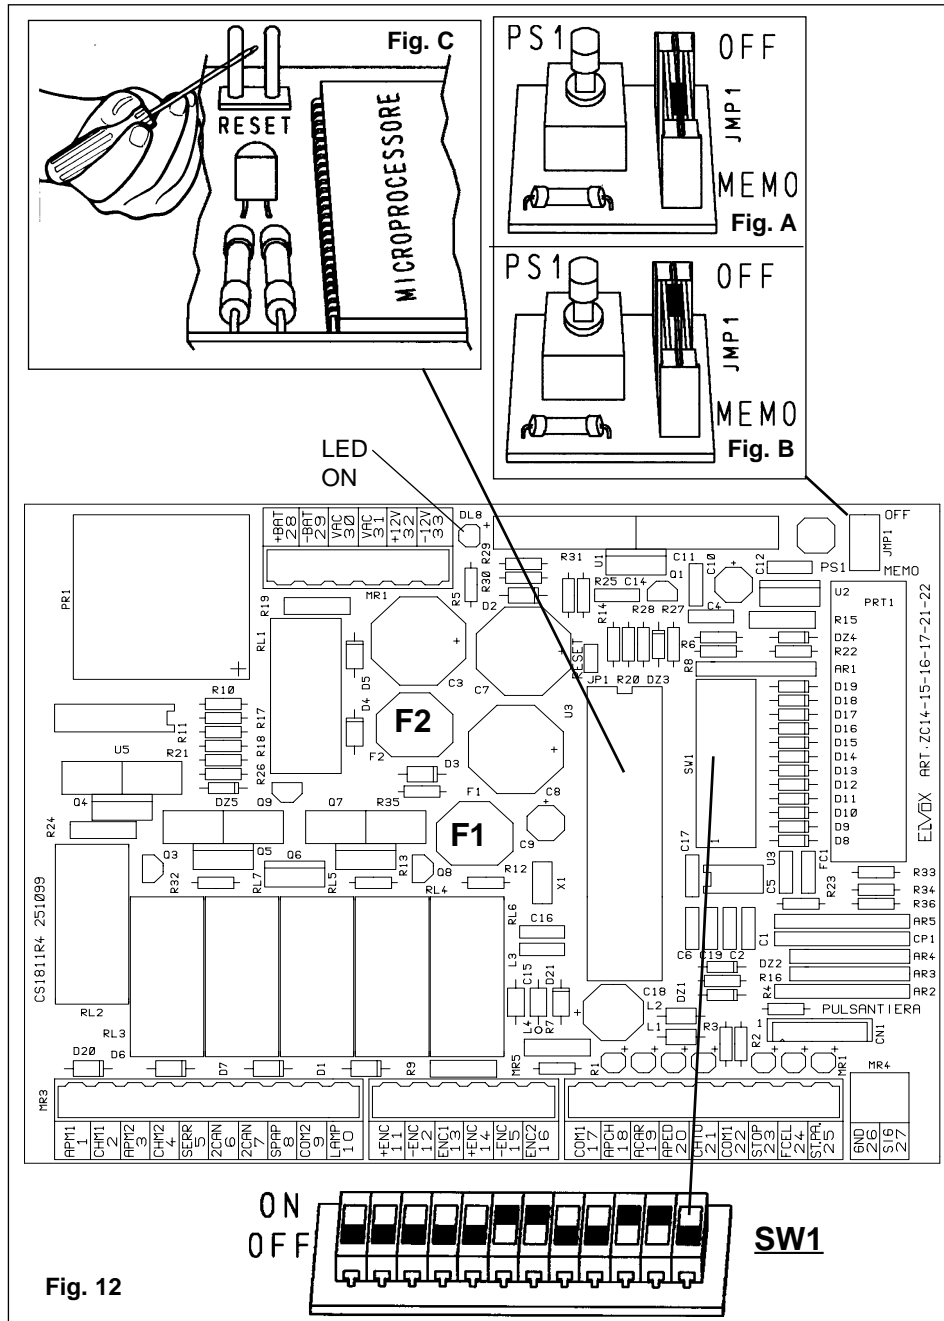 Fig. C
RESET
MICROPROCESSORE
PS1
OFF
JMP1
MEMO
Fig. A
PS1
OFF
JMP1
MEMO
Fig. B
LED
ON
+BAT 28
-BAT 29
VAC 30
VAC 31
+12V 32
-12V 33
DL8
+
OFF
JMP1
MEMO
PS1
PR1
MR1
R19
RL1
R5
R29
R30
D2
R31
U1
R25
C14
Q1
C11
C10
C12
U2
PRT1
R14
R28
R27
C4
R15
R6
DZ4
R22
R8
AR1
RESET
JP1
R20
DZ3
C3
C7
D5
D4
F2
F2
U3
D3
F1
F1
C8
C9
R10
R11
R17
R18
R26
R21
U5
Q4
R24
DZ5
Q9
Q7
R35
Q3
Q5
Q6
R13
Q8
R32
RL7
RL5
RL4
R12
X1
RL6
C16
L3
C15
D21
L4
R7
SW1
1
D19
D18
D17
D16
D15
D14
D13
D12
D11
D10
D9
D8
ELVOX
ART. ZC14-15-16-17-21-22
C17
U3
C5
FC1
R23
R33
R34
R36
AR5
CP1
AR4
AR3
AR2
C6
C19
C2
C1
DZ2
R16
R4
DZ1
C18
L2
L1
R3
R2
PULSANTIERA
1
CN1
CS1811R4 251099
RL2
RL3
D20
D6
D7
D1
R9
MR5
R1
MR1
MR4
MR3
APM1 1
CHM1 2
APM2 3
CHM2 4
SERR 5
2CAN 6
2CAN 7
SPAP 8
COM2 9
LAMP 10
+ENC 11
-ENC 12
ENC1 13
+ENC 14
-ENC 15
ENC2 16
COM1 17
APCH 18
ACAR 19
APED 20
21
COM1 22
STOP 23
FCEL 24
ST.PA. 25
GND 26
SIG 27
ON
OFF
SW1
Fig. 12